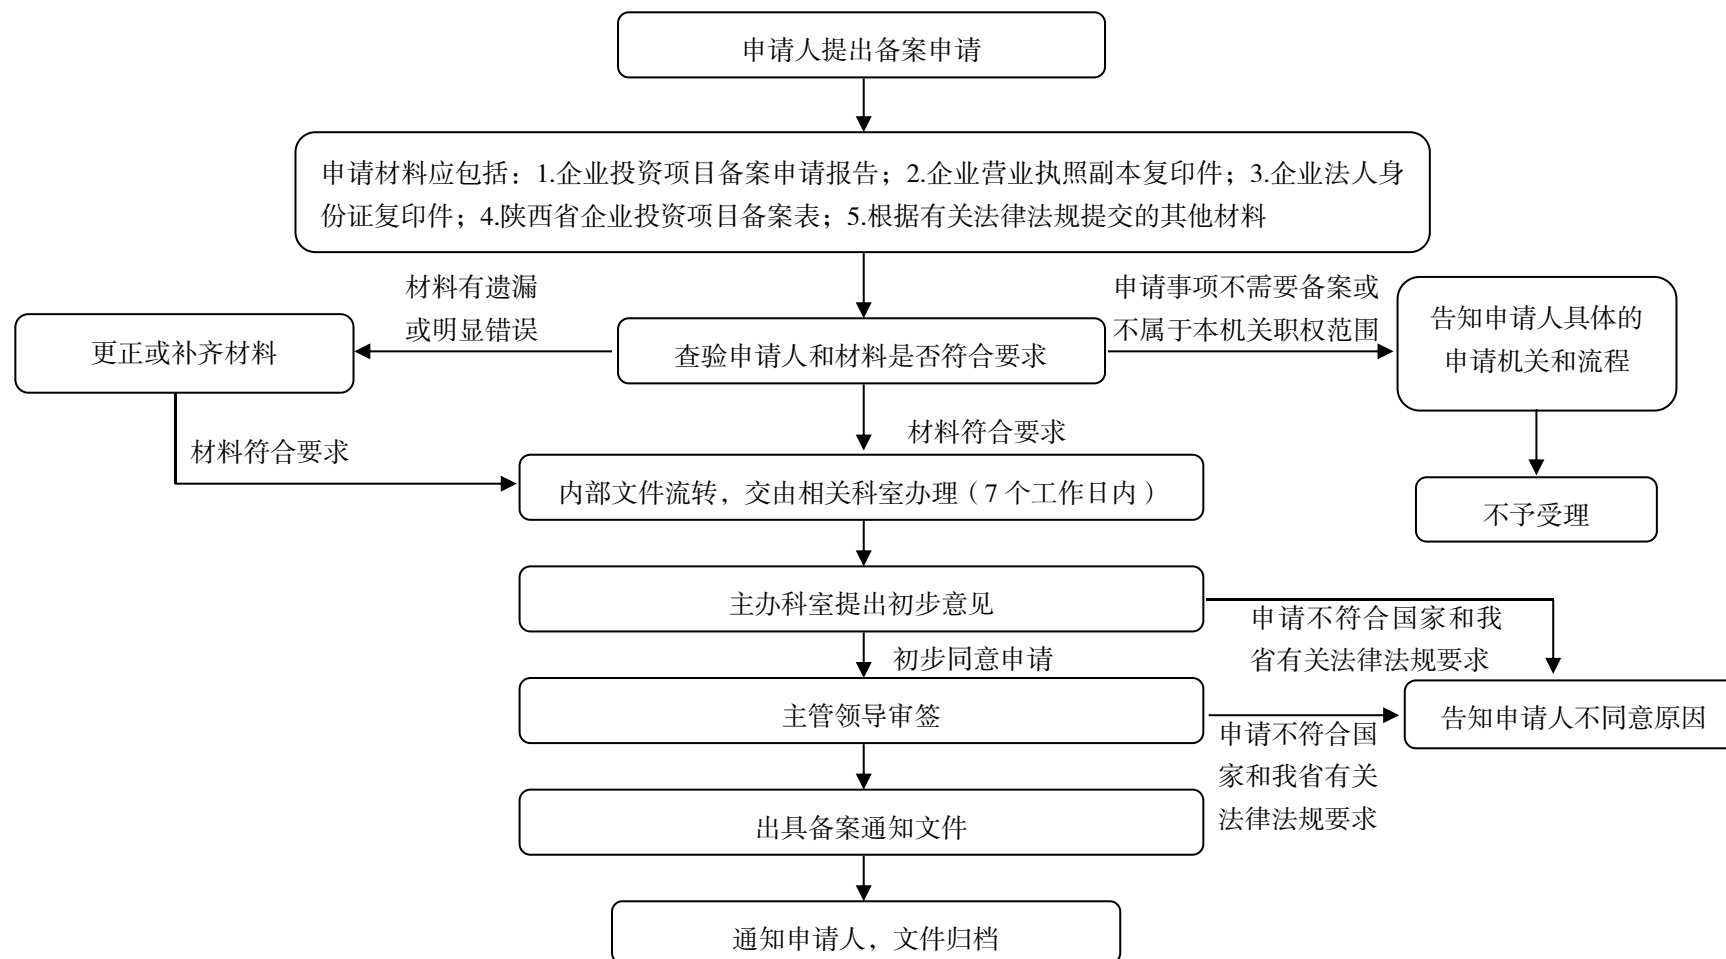 申请人提出备案申请
申请材料应包括：1.企业投资项目备案申请报告；2.企业营业执照副本复印件；3.企业法人身
份证复印件；4.陕西省企业投资项目备案表；5.根据有关法律法规提交的其他材料
材料有遗漏
或明显错误
申请事项不需要备案或
不属于本机关职权范围
更正或补齐材料
查验申请人和材料是否符合要求
告知申请人具体的
申请机关和流程
材料符合要求
材料符合要求
内部文件流转，交由相关科室办理（7 个工作日内）
不予受理
主办科室提出初步意见
申请不符合国家和我
省有关法律法规要求
初步同意申请
主管领导审签
告知申请人不同意原因
申请不符合国
家和我省有关
法律法规要求
出具备案通知文件
通知申请人，文件归档